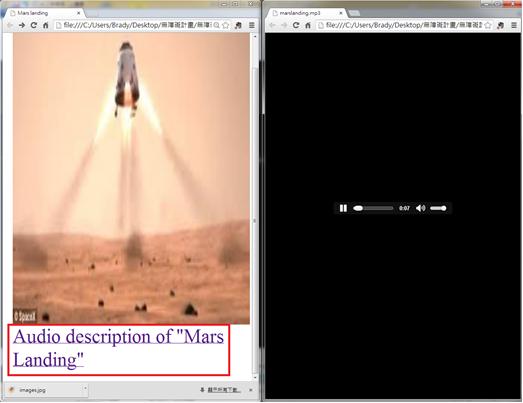 Mars landing
file:///C:/Users/Brady/Desktop/無障礙計畫/無障
© SpaceX
Audio description of "Mars
Landing"
images.jpg
顯示所有下載...
marslanding.mp3
file:///C:/Users/Brady/Desktop/無障礙計畫/無障礙
0:07